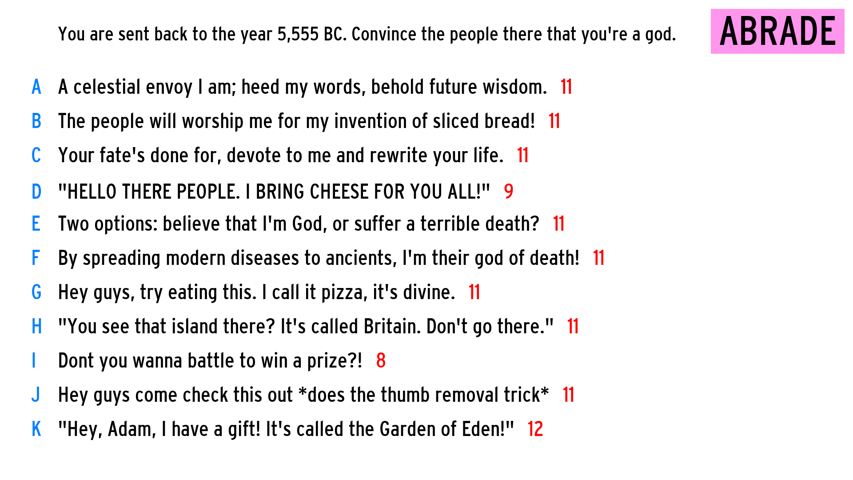 You are sent back to the year 5,555 BC. Convince the people there that you're a god.
ABRADE
A A celestial envoy I am; heed my words, behold future wisdom. 11
B The people will worship me for my invention of sliced bread! 11
C Your fate's done for, devote to me and rewrite your life. 11
D "HELLO THERE PEOPLE. I BRING CHEESE FOR YOU ALL!" 9
E Two options: believe that I'm God, or suffer a terrible death? 11
F By spreading modern diseases to ancients, I'm their god of death! 11
G Hey guys, try eating this. I call it pizza, it's divine. 11
H "You see that island there? It's called Britain. Don't go there." 11
I Dont you wanna battle to win a prize?! 8
J Hey guys come check this out *does the thumb removal trick* 11
K "Hey, Adam, I have a gift! It's called the Garden of Eden!" 12